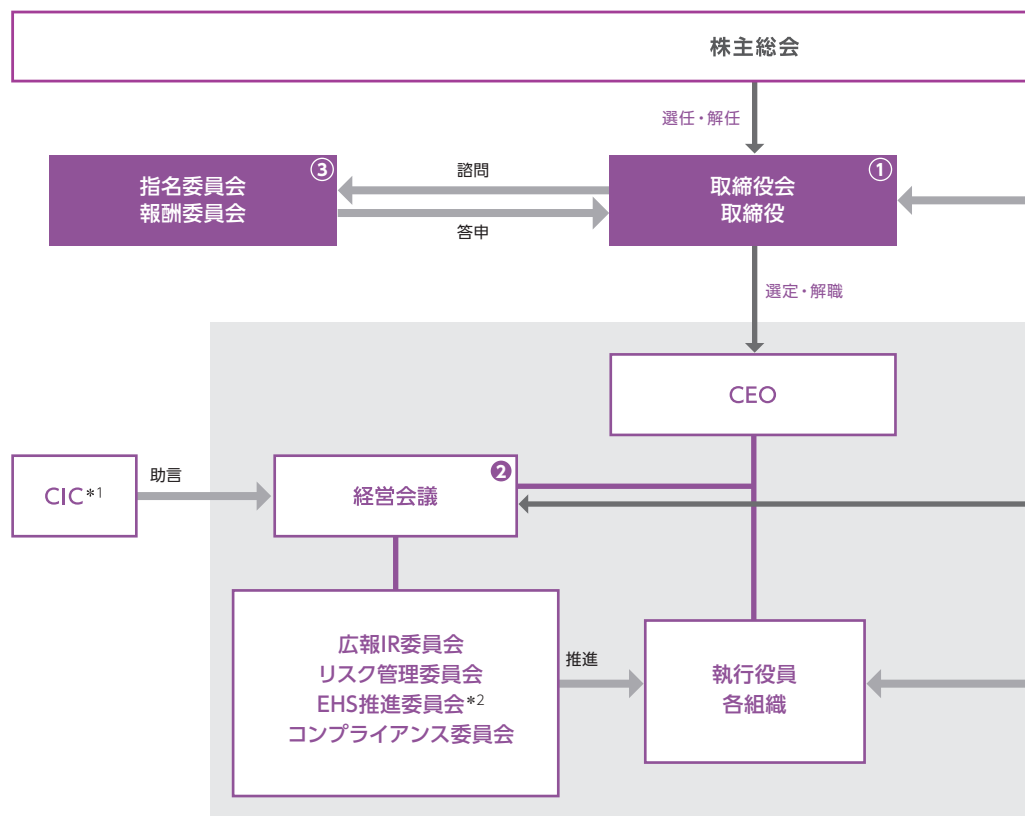 株主総会
選任・解任
指名委員会
報酬委員会
③
諮問
答申
取締役会
取締役
①
選定・解職
CEO
CIC*1
助言
経営会議
❷
広報IR委員会
リスク管理委員会
EHS推進委員会*2
コンプライアンス委員会
推進
執行役員
各組織